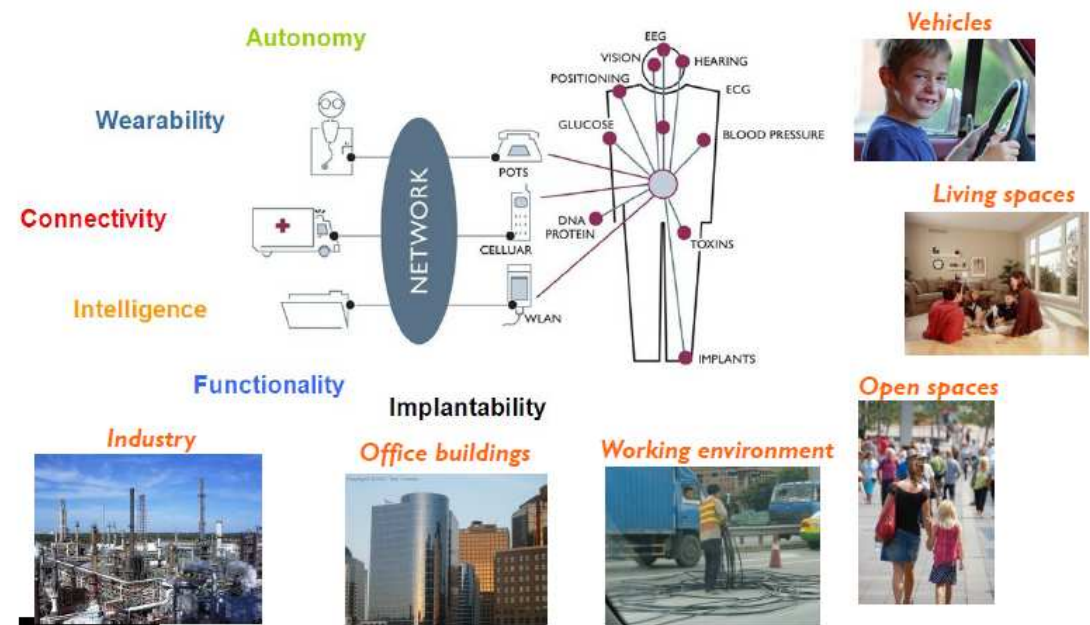 Autonomy
Wearability
Connectivity
Intelligence
Functionality
Implantability
NETWORK
POTS
CELLUAR
WLAN
EEG
VISION
HEARING
POSITIONING
ECG
GLUCOSE
BLOOD PRESSURE
DNA
PROTEIN
TOXINS
IMPLANTS
Vehicles
Living spaces
Open spaces
Industry
Office buildings
Working environment